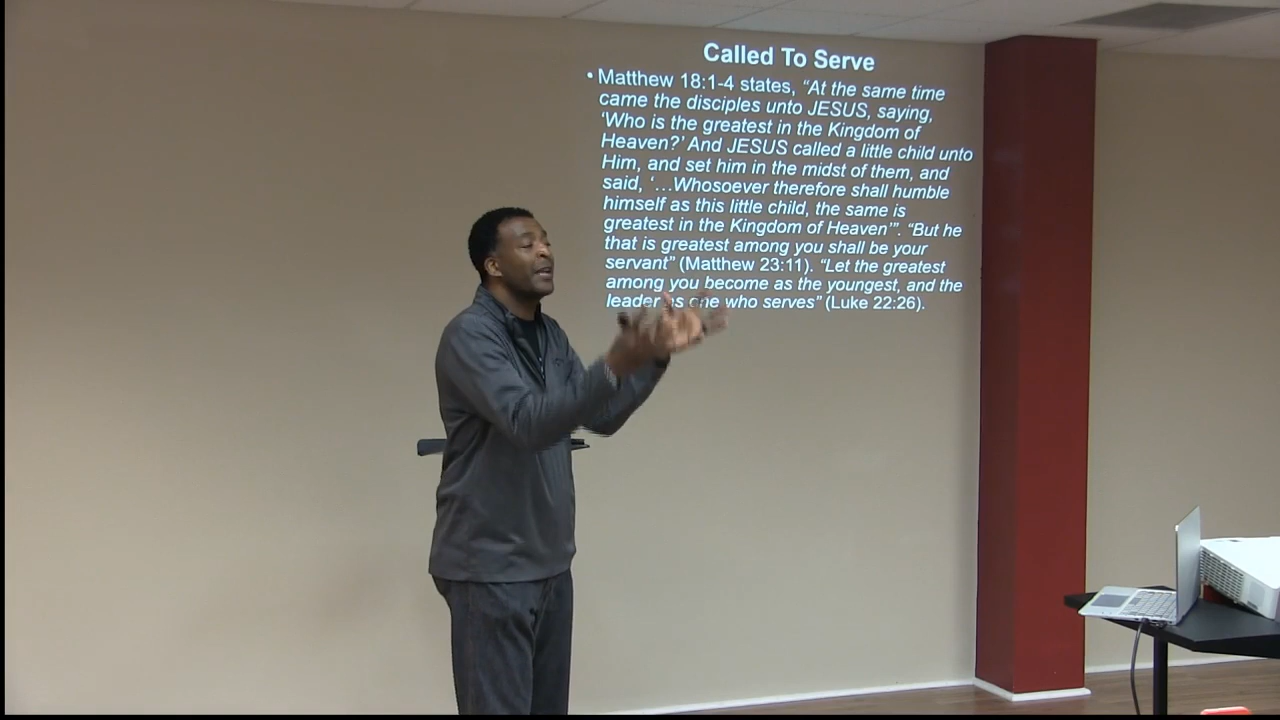 Called To Serve
• Matthew 18:1-4 states, “At the same time
came the disciples unto JESUS, saying,
‘Who is the greatest in the Kingdom of
Heaven?’ And JESUS called a little child unto
Him, and set him in the midst of them, and
said, ‘…Whosoever therefore shall humble
himself as this little child, the same is
greatest in the Kingdom of Heaven’”. “But he
that is greatest among you shall be your
servant” (Matthew 23:11). “Let the greatest
among you become as the youngest, and the
leader as one who serves” (Luke 22:26).